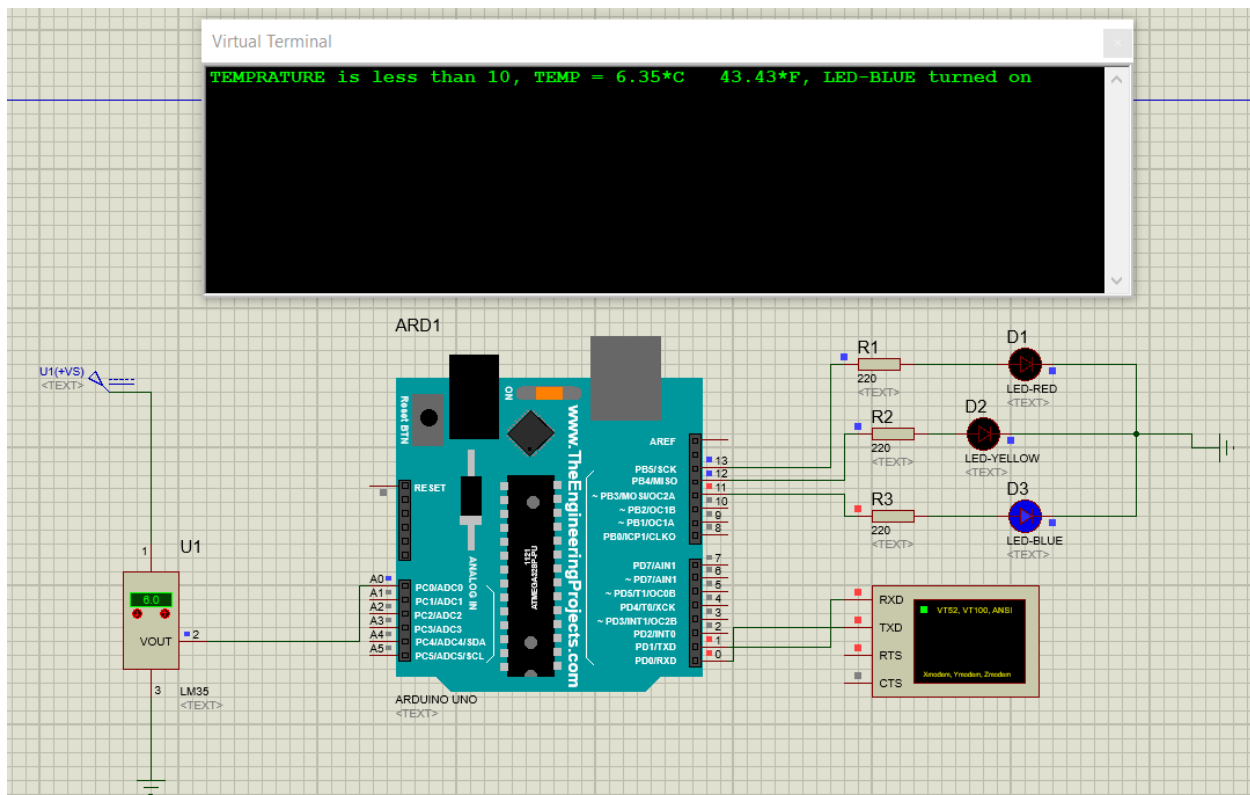 Virtual Terminal
TEMPRATURE is less than 10, TEMP = 6.35*C   43.43*F, LED-BLUE turned on
ARD1
U1(+VS)
<TEXT>
Reset BTN
ON
www.TheEngineeringProjects.com
AREF
PB5/SCK 13
PB4/MISO 12
~ PB3/MOSI/OC2A 11
~ PB2/OC1B 10
~ PB1/OC1A 9
PB0/ICP1/CLKO 8
RESET
1121
ATMEGA328P-PU
ANALOG IN
PD7/AIN1 7
~ PD7/AIN1 6
~ PD5/T1/OC0B 5
PD4/T0/XCK 4
~ PD3/INT1/OC2B 3
PD2/INT0 2
PD1/TXD 1
PD0/RXD 0
A0 PC0/ADC0
A1 PC1/ADC1
A2 PC2/ADC2
A3 PC3/ADC3
A4 PC4/ADC4/SDA
A5 PC5/ADC5/SCL
ARDUINO UNO
<TEXT>
1
U1
6.0
VOUT
2
3
LM35
<TEXT>
R1
220
<TEXT>
D1
LED-RED
<TEXT>
R2
220
<TEXT>
D2
LED-YELLOW
<TEXT>
R3
220
<TEXT>
D3
LED-BLUE
<TEXT>
RXD
TXD
RTS
CTS
VT52, VT100, ANSI
Xmodem, Ymodem, Zmodem